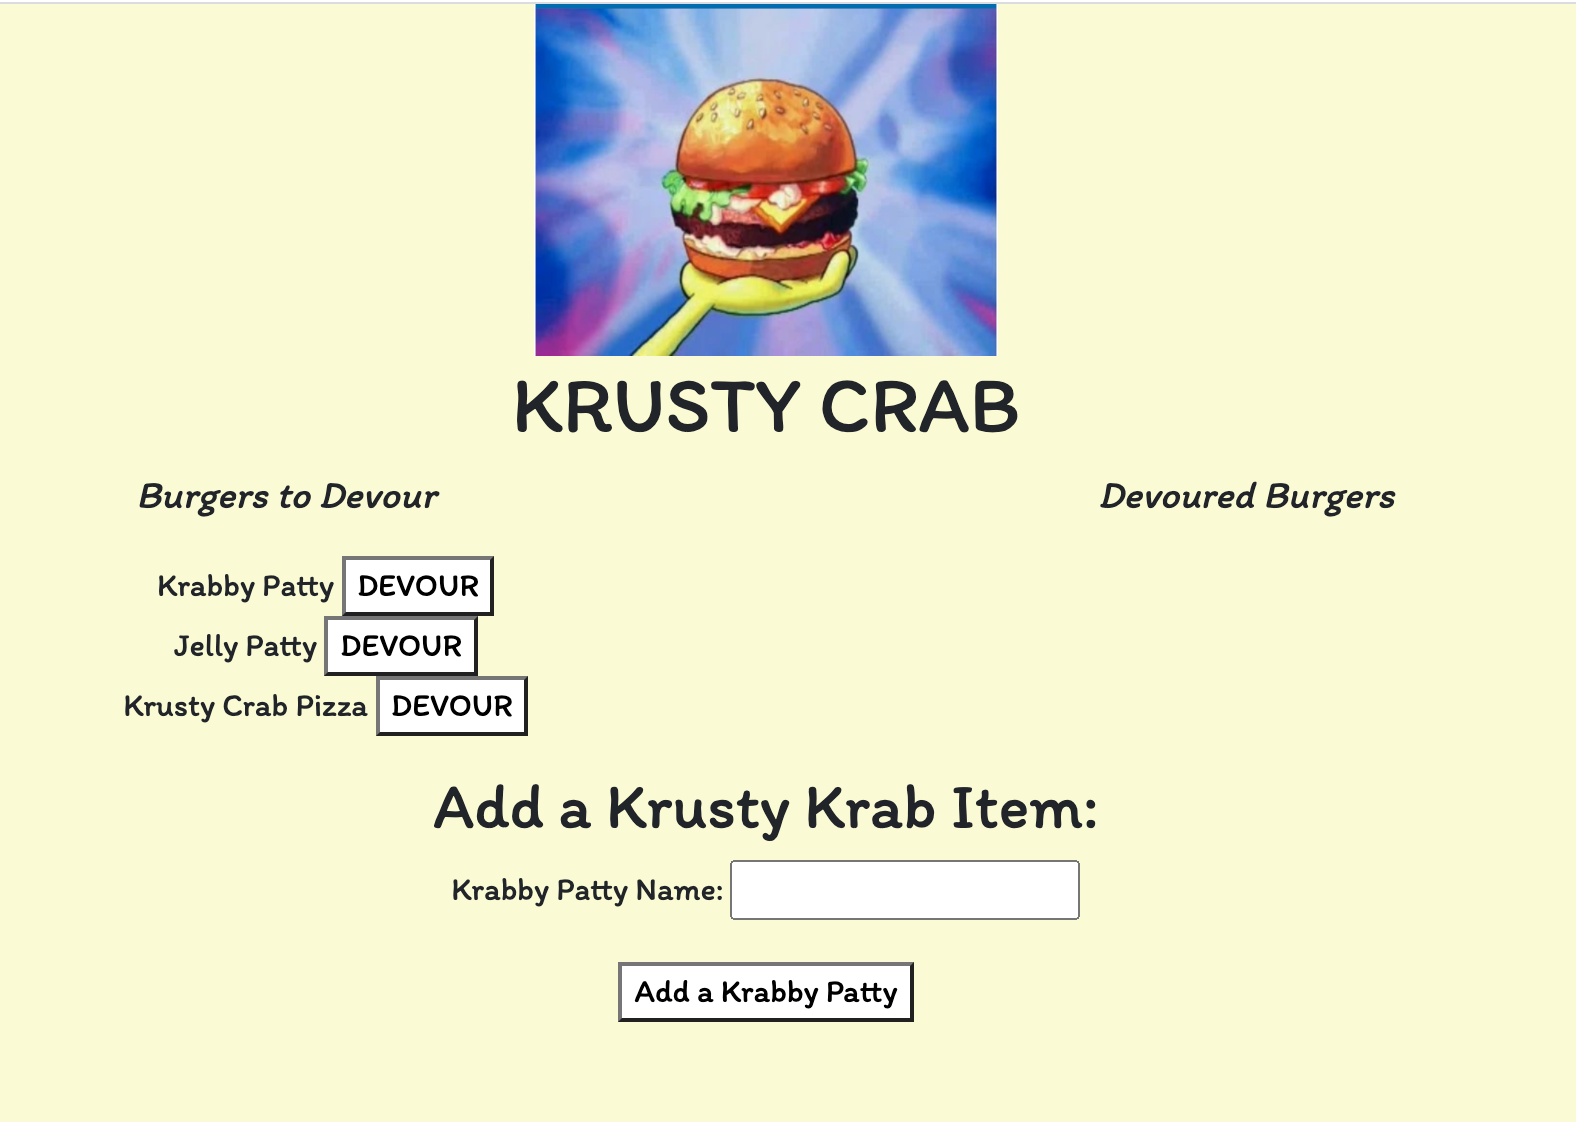 KRUSTY CRAB
Burgers to Devour
Devoured Burgers
Krabby Patty DEVOUR
Jelly Patty DEVOUR
Krusty Crab Pizza DEVOUR
Add a Krusty Krab Item:
Krabby Patty Name:
Add a Krabby Patty